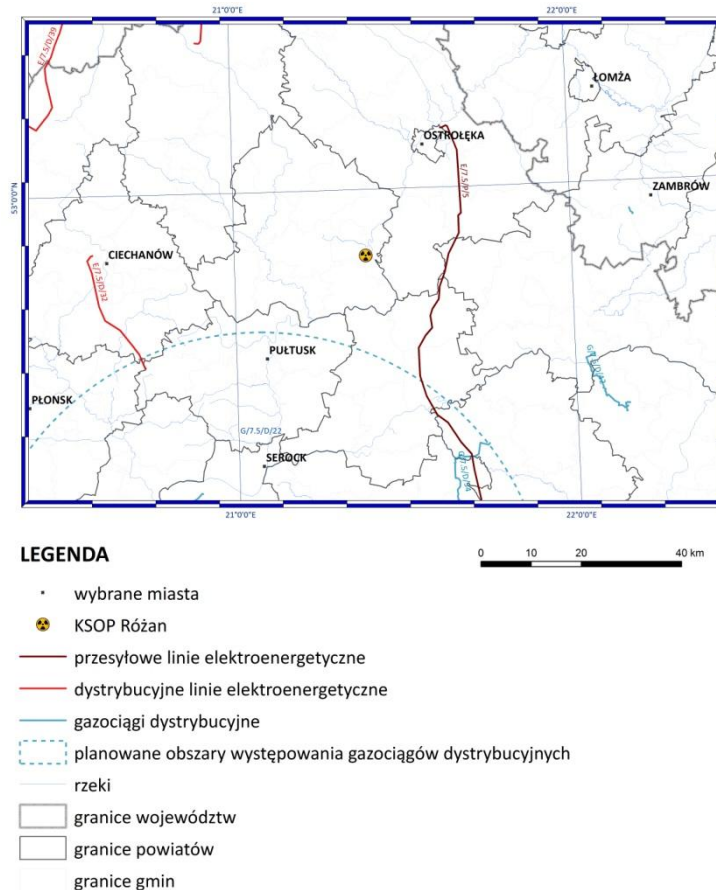 21°0'0"E
22°0'0"E
E/7.5/D/39
ŁOMŻA
OSTROŁĘKA
E/7.5/P/5
53°0'0"N
ZAMBRÓW
CIECHANÓW
E/7.5/D/32
PUŁTUSK
PŁONSK
G/7.5/D/22
SEROCK
21°0'0"E
22°0'0"E
LEGENDA
0 10 20 40 km
wybrane miasta
KSOP Różan
przesyłowe linie elektroenergetyczne
dystrybucyjne linie elektroenergetyczne
gazociągi dystrybucyjne
planowane obszary występowania gazociągów dystrybucyjnych
rzeki
granice województw
granice powiatów
granice gmin